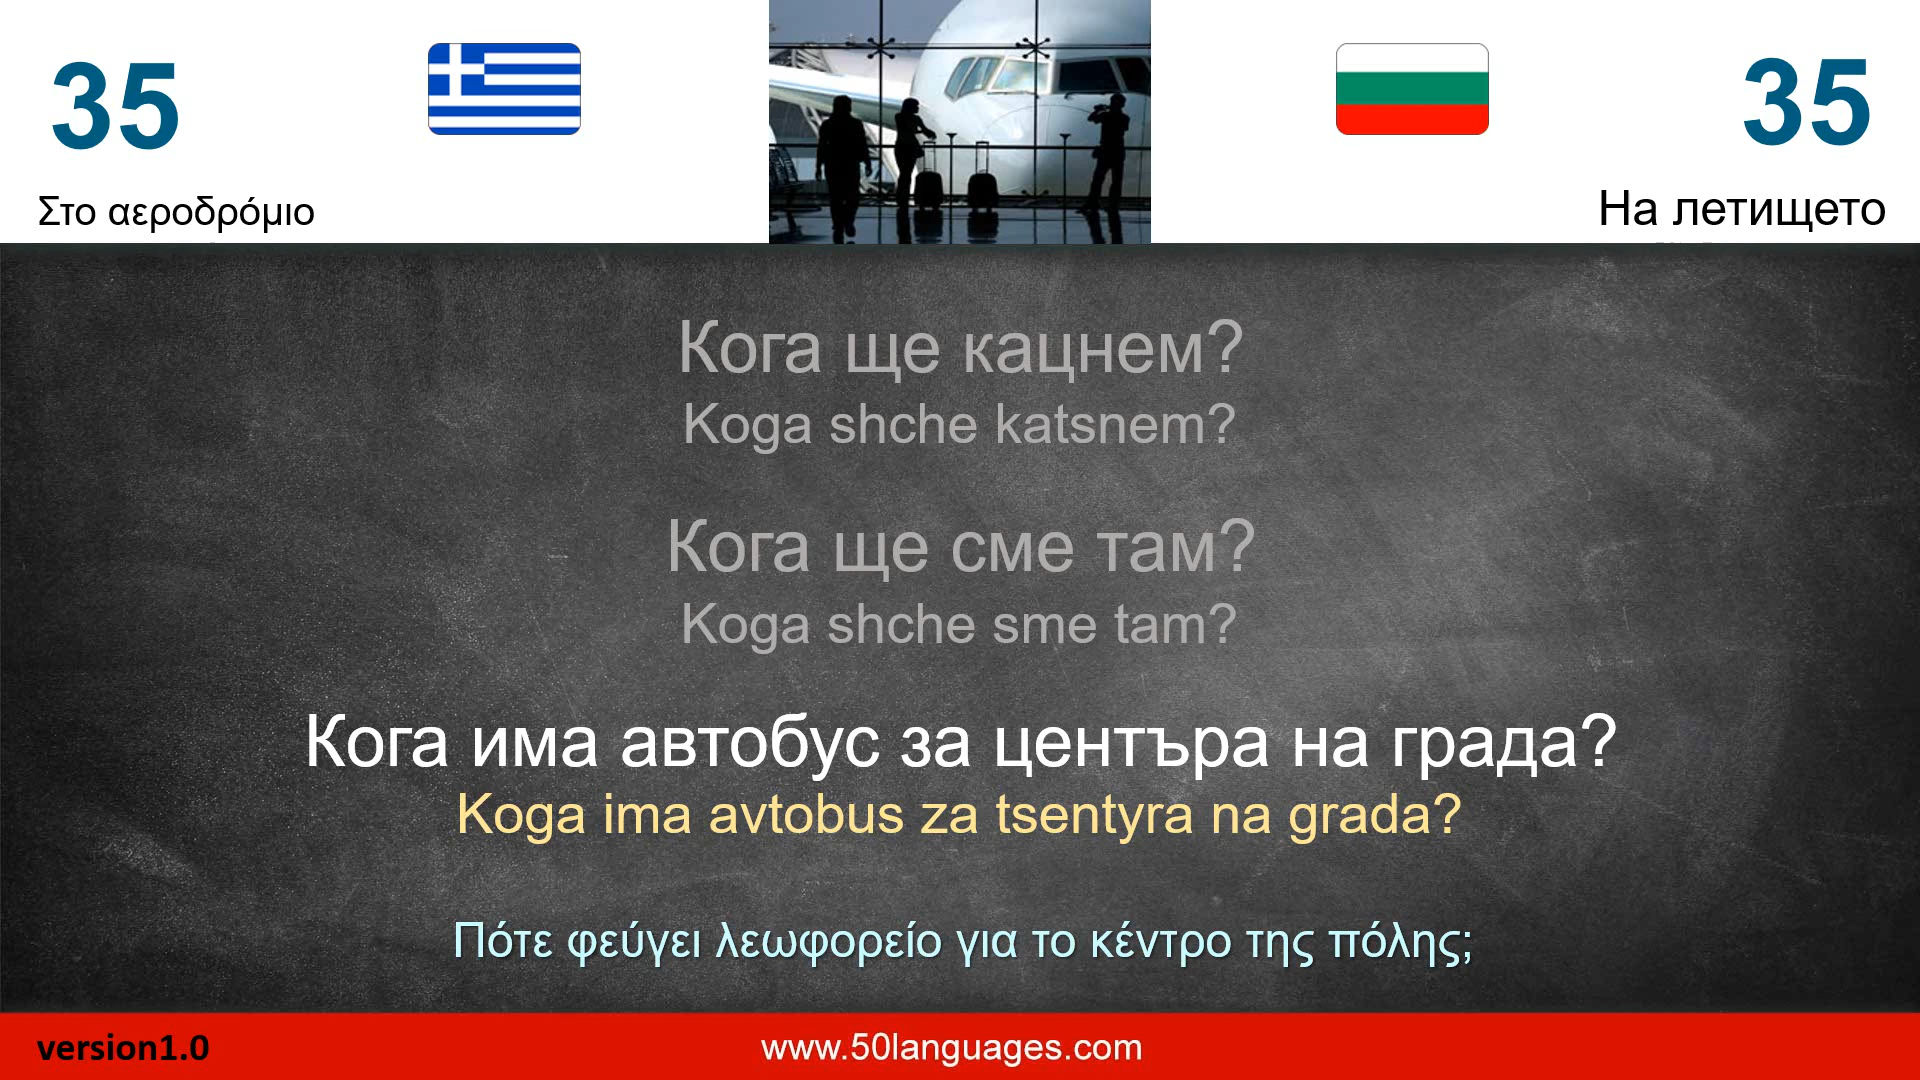 35
35
Στο αεροδρόμιο
На летището
Кога ще кацнем?
Koga shche katsnem?
Кога ще сме там?
Koga shche sme tam?
Кога има автобус за центъра на града?
Koga ima avtobus za tsentyra na grada?
Πότε φεύγει λεωφορείο για το κέντρο της πόλης;
version1.0
www.50languages.com